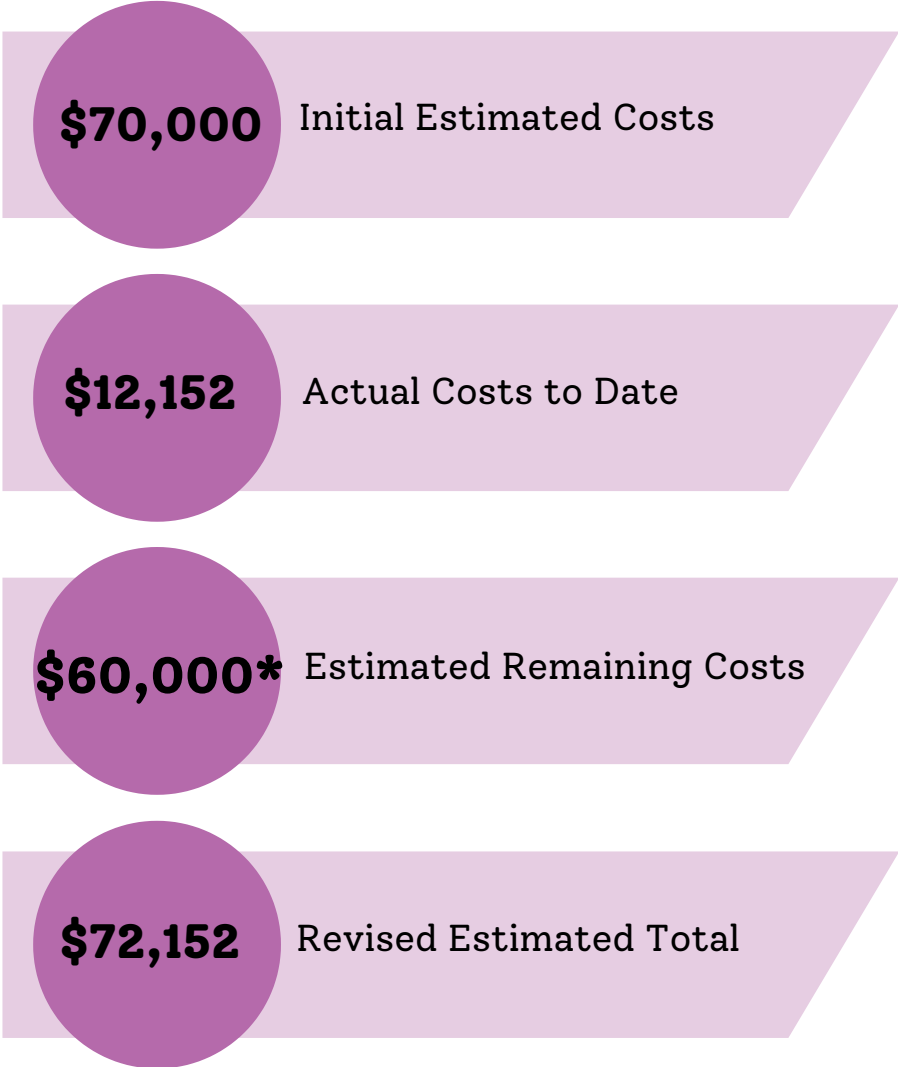 $70,000 Initial Estimated Costs
$12,152 Actual Costs to Date
$60,000* Estimated Remaining Costs
$72,152 Revised Estimated Total